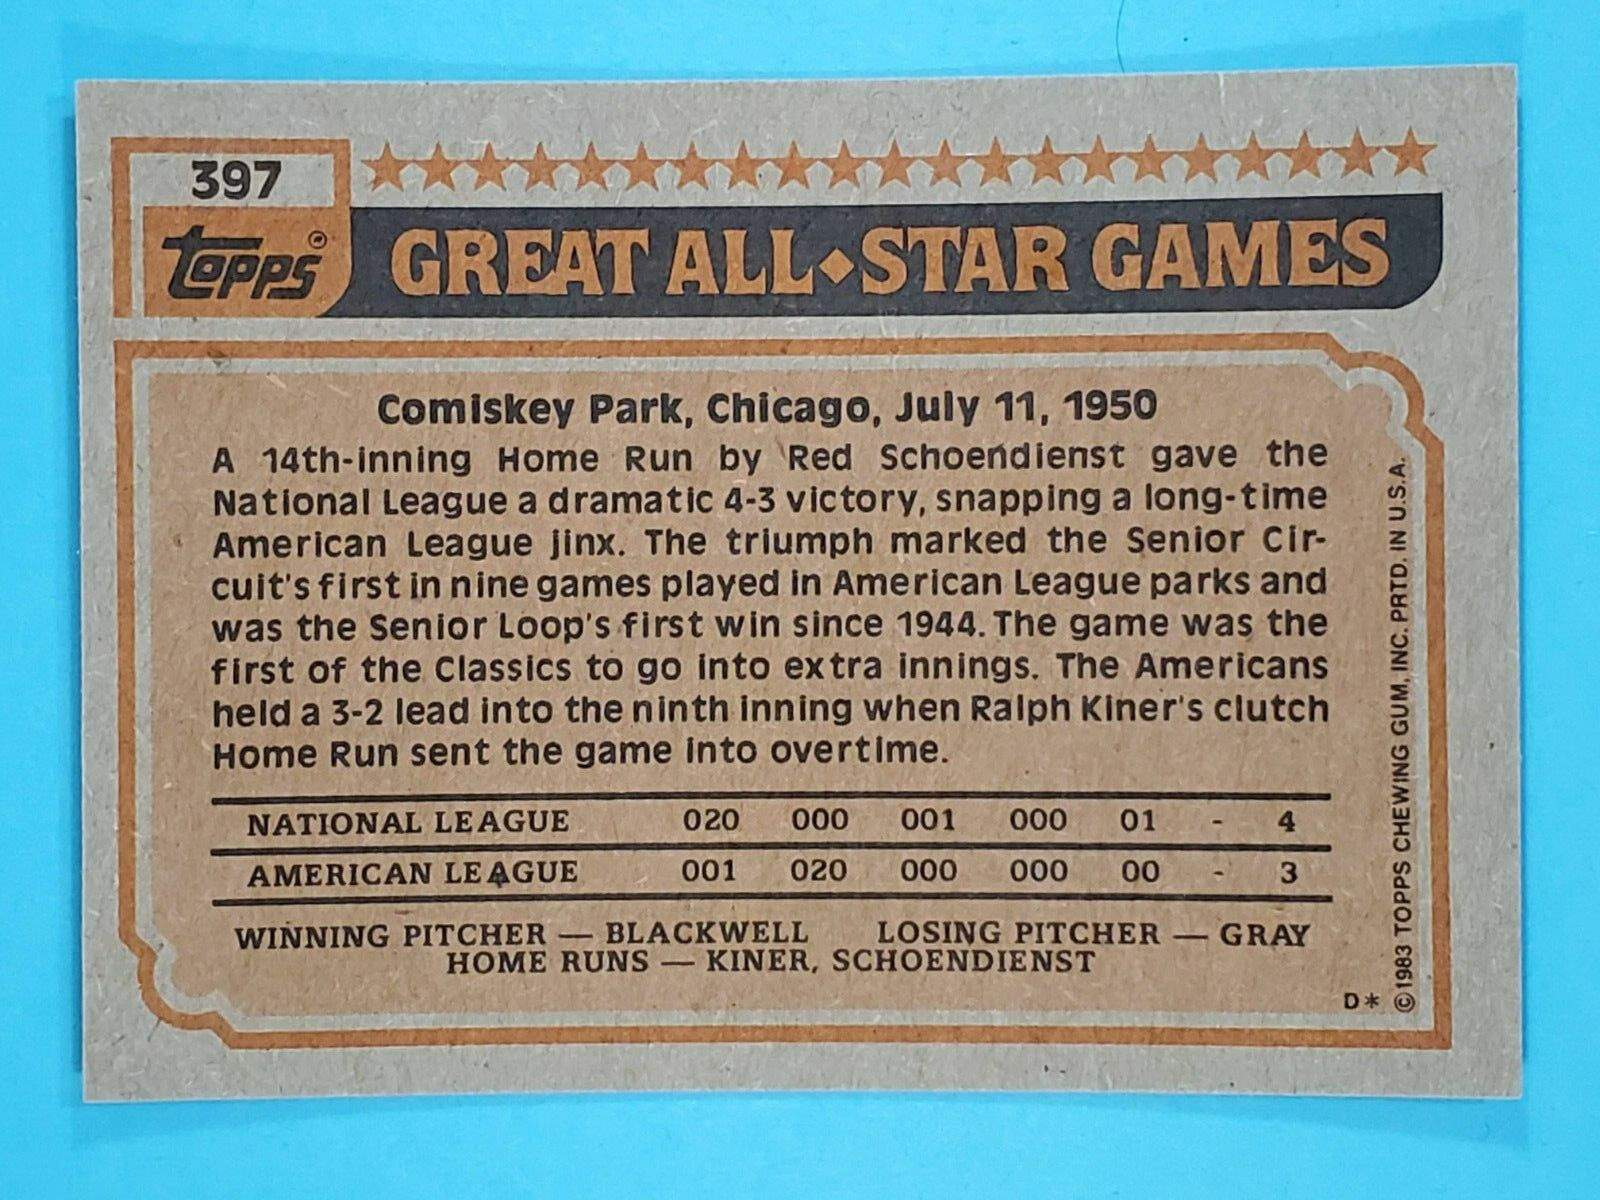 397
topps®
GREAT ALL◆STAR GAMES
Comiskey Park, Chicago, July 11, 1950
A 14th-inning Home Run by Red Schoendienst gave the
National League a dramatic 4-3 victory, snapping a long-time
American League jinx. The triumph marked the Senior Cir-
cuit's first in nine games played in American League parks and
was the Senior Loop's first win since 1944. The game was the
first of the Classics to go into extra innings. The Americans
held a 3-2 lead into the ninth inning when Ralph Kiner's clutch
Home Run sent the game into overtime.
NATIONAL LEAGUE 020 000 001 000 01 - 4
AMERICAN LEAGUE 001 020 000 000 00 - 3
WINNING PITCHER — BLACKWELL LOSING PITCHER — GRAY
HOME RUNS — KINER, SCHOENDIENST
D*
©1983 TOPPS CHEWING GUM, INC. PRTD. IN U.S.A.